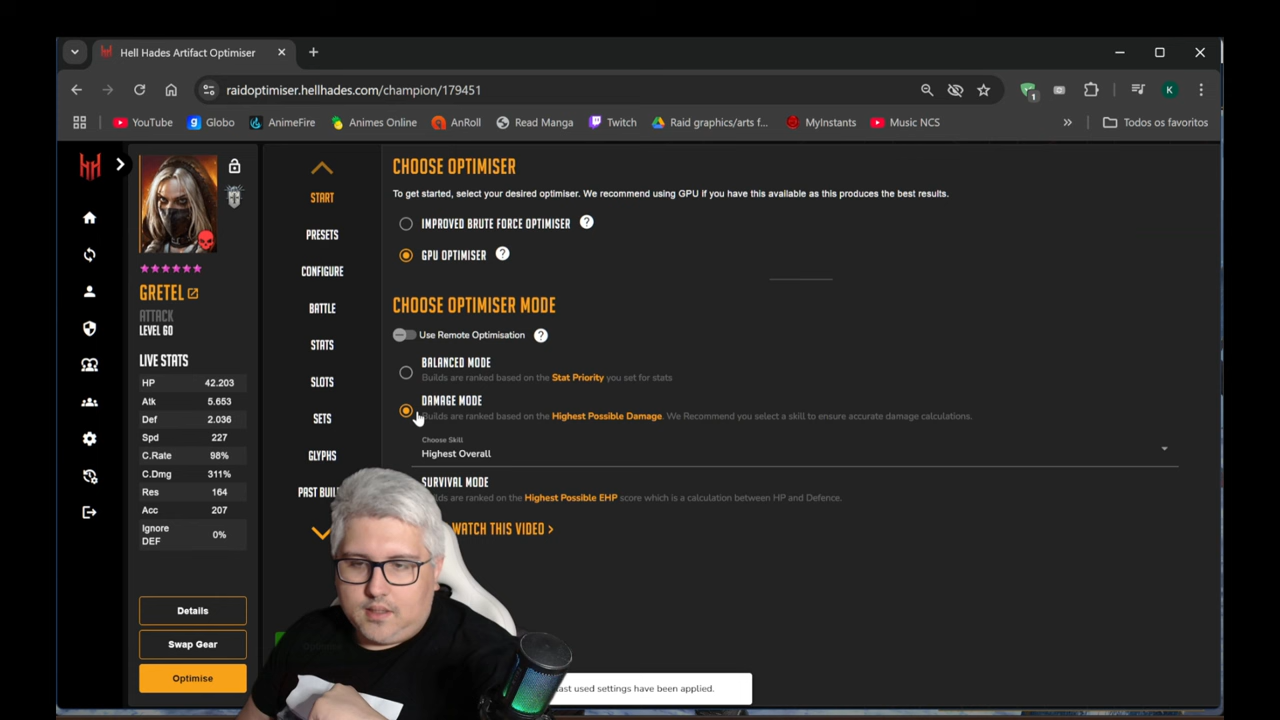 Hell Hades Artifact Optimiser
raidoptimiser.hellhades.com/champion/179451
1
K
YouTube
Globo
AnimeFire
Animes Online
AnRoll
Read Manga
Twitch
Raid graphics/arts f...
MyInstants
Music NCS
Todos os favoritos
GRETEL
ATTACK
LEVEL 60
LIVE STATS
HP 42.203
Atk 5.653
Def 2.036
Spd 227
C.Rate 98%
C.Dmg 311%
Res 164
Acc 207
Ignore DEF 0%
Details
Swap Gear
Optimise
START
PRESETS
CONFIGURE
BATTLE
STATS
SLOTS
SETS
GLYPHS
CHOOSE OPTIMISER
To get started, select your desired optimiser. We recommend using GPU if you have this available as this produces the best results.
IMPROVED BRUTE FORCE OPTIMISER ?
GPU OPTIMISER ?
CHOOSE OPTIMISER MODE
Use Remote Optimisation ?
BALANCED MODE
Builds are ranked based on the Stat Priority you set for stats
DAMAGE MODE
Builds are ranked based on the Highest Possible Damage. We Recommend you select a skill to ensure accurate damage calculations.
Choose Skill
Highest Overall
SURVIVAL MODE
are ranked on the Highest Possible EHP score which is a calculation between HP and Defence.
WATCH THIS VIDEO >
used settings have been applied.